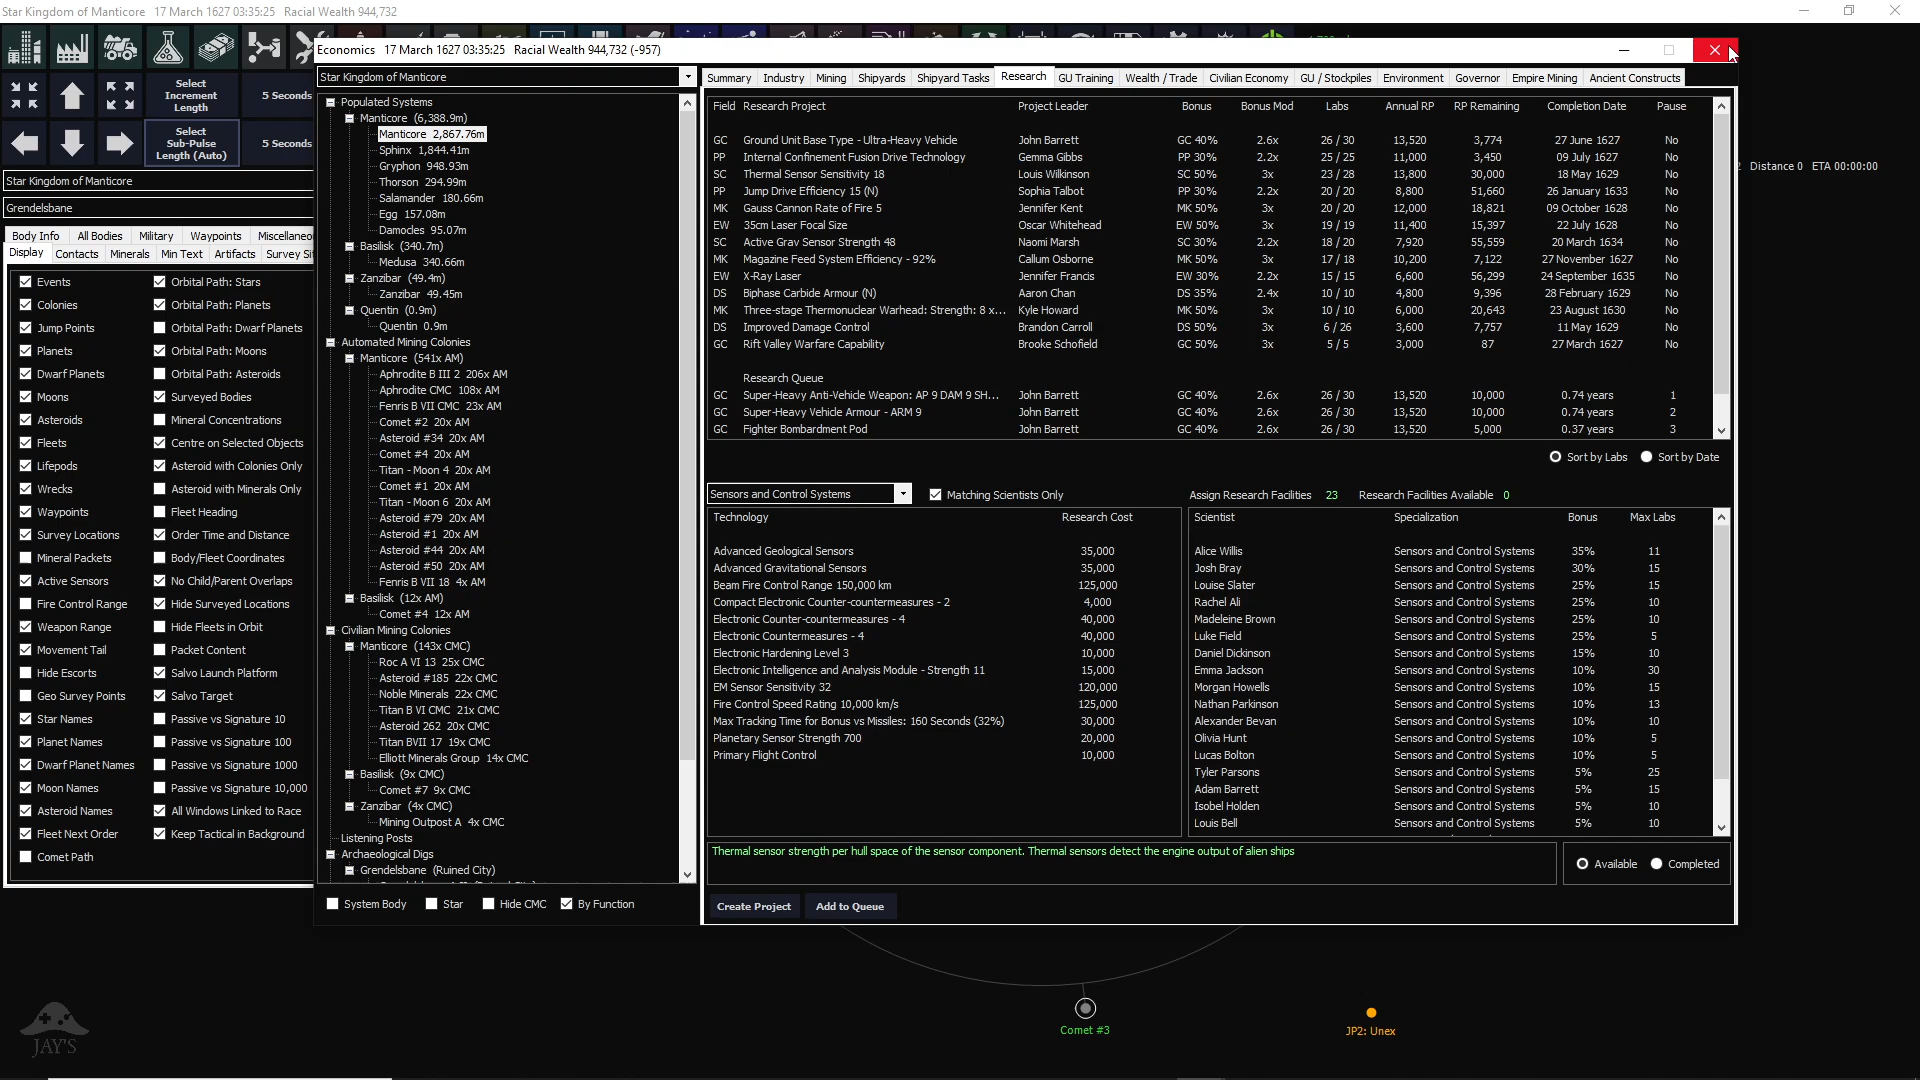 Star Kingdom of Manticore 17 March 1627 03:35:25 Racial Wealth 944,732
Economics 17 March 1627 03:35:25 Racial Wealth 944,732 (-957)
Select Increment Length
5 Seconds
Select Sub-Pulse Length (Auto)
5 Seconds
Distance 0 ETA 00:00:00
Star Kingdom of Manticore
Grendelsbane
Body Info All Bodies Military Waypoints Miscellaneo
Display Contacts Minerals Min Text Artifacts Survey Si
Events Orbital Path: Stars
Colonies Orbital Path: Planets
Jump Points Orbital Path: Dwarf Planets
Planets Orbital Path: Moons
Dwarf Planets Orbital Path: Asteroids
Moons Surveyed Bodies
Asteroids Mineral Concentrations
Fleets Centre on Selected Objects
Lifepods Asteroid with Colonies Only
Wrecks Asteroid with Minerals Only
Waypoints Fleet Heading
Survey Locations Order Time and Distance
Mineral Packets Body/Fleet Coordinates
Active Sensors No Child/Parent Overlaps
Fire Control Range Hide Surveyed Locations
Weapon Range Hide Fleets in Orbit
Movement Tail Packet Content
Hide Escorts Salvo Launch Platform
Geo Survey Points Salvo Target
Star Names Passive vs Signature 10
Planet Names Passive vs Signature 100
Dwarf Planet Names Passive vs Signature 1000
Moon Names Passive vs Signature 10,000
Asteroid Names All Windows Linked to Race
Fleet Next Order Keep Tactical in Background
Comet Path
Star Kingdom of Manticore
Populated Systems
Manticore (6,388.9m)
Manticore 2,867.76m
Sphinx 1,844.41m
Gryphon 948.93m
Thorson 294.99m
Salamander 180.66m
Egg 157.08m
Damodes 95.07m
Basilisk (340.7m)
Medusa 340.66m
Zanzibar (49.4m)
Zanzibar 49.45m
Quentin (0.9m)
Quentin 0.9m
Automated Mining Colonies
Manticore (541x AM)
Aphrodite B III 2 206x AM
Aphrodite CMC 108x AM
Ferris B VII CMC 23x AM
Comet #2 20x AM
Asteroid #34 20x AM
Comet #4 20x AM
Titan - Moon 4 20x AM
Comet #1 20x AM
Titan - Moon 6 20x AM
Asteroid #79 20x AM
Asteroid #1 20x AM
Asteroid #44 20x AM
Asteroid #50 20x AM
Fenris B VII 18 4x AM
Basilisk (12x AM)
Comet #4 12x AM
Civilian Mining Colonies
Manticore (143x CMC)
Roc A VI 13 25x CMC
Asteroid #185 22x CMC
Noble Minerals 22x CMC
Titan B VI CMC 21x CMC
Asteroid 262 20x CMC
Titan BVII 17 19x CMC
Elliott Minerals Group 14x CMC
Basilisk (9x CMC)
Comet #7 9x CMC
Zanzibar (4x CMC)
Mining Outpost A 4x CMC
Listening Posts
Archaeological Digs
Grendelsbane (Ruined City)
System Body Star Hide CMC By Function
Summary Industry Mining Shipyards Shipyard Tasks Research GU Training Wealth / Trade Civilian Economy GU / Stockpiles Environment Governor Empire Mining Ancient Constructs
Field Research Project Project Leader Bonus Bonus Mod Labs Annual RP RP Remaining Completion Date Pause
GC Ground Unit Base Type - Ultra-Heavy Vehicle John Barrett GC 40% 2.6x 26 / 30 13,520 3,774 27 June 1627 No
PP Internal Confinement Fusion Drive Technology Gemma Gibbs PP 30% 2.2x 25 / 25 11,000 3,450 09 July 1627 No
SC Thermal Sensor Sensitivity 18 Louis Wilkinson SC 50% 3x 23 / 28 13,800 30,000 18 May 1629 No
PP Jump Drive Efficiency 15 (N) Sophia Talbot PP 30% 2.2x 20 / 20 8,800 51,660 26 January 1633 No
MK Gauss Cannon Rate of Fire 5 Jennifer Kent MK 50% 3x 20 / 20 12,000 18,821 09 October 1628 No
EW 35cm Laser Focal Size Oscar Whitehead EW 50% 3x 19 / 19 11,400 15,397 22 July 1628 No
SC Active Grav Sensor Strength 48 Naomi Marsh SC 30% 2.2x 18 / 20 7,920 55,559 20 March 1634 No
MK Magazine Feed System Efficiency - 92% Callum Osborne MK 50% 3x 17 / 18 10,200 7,122 27 November 1627 No
EW X-Ray Laser Jennifer Francis EW 30% 2.2x 15 / 15 6,600 56,299 24 September 1635 No
DS Biphase Carbide Armour (N) Aaron Chan DS 35% 2.4x 10 / 10 4,800 9,396 28 February 1629 No
MK Three-stage Thermonuclear Warhead: Strength: 8 x... Kyle Howard MK 50% 3x 10 / 10 6,000 20,643 23 August 1630 No
DS Improved Damage Control Brandon Carroll DS 50% 3x 6 / 26 3,600 7,757 11 May 1629 No
GC Rift Valley Warfare Capability Brooke Schofield GC 50% 3x 5 / 5 3,000 87 27 March 1627 No
Research Queue
GC Super-Heavy Anti-Vehicle Weapon: AP 9 DAM 9 SH... John Barrett GC 40% 2.6x 26 / 30 13,520 10,000 0.74 years 1
GC Super-Heavy Vehicle Armour - ARM 9 John Barrett GC 40% 2.6x 26 / 30 13,520 10,000 0.74 years 2
GC Fighter Bombardment Pod John Barrett GC 40% 2.6x 26 / 30 13,520 5,000 0.37 years 3
Sort by Labs Sort by Date
Sensors and Control Systems Matching Scientists Only Assign Research Facilities 23 Research Facilities Available 0
Technology Research Cost
Advanced Geological Sensors 35,000
Advanced Gravitational Sensors 35,000
Beam Fire Control Range 150,000 km 125,000
Compact Electronic Counter-countermeasures - 2 4,000
Electronic Counter-countermeasures - 4 40,000
Electronic Countermeasures - 4 40,000
Electronic Hardening Level 3 10,000
Electronic Intelligence and Analysis Module - Strength 11 15,000
EM Sensor Sensitivity 32 120,000
Fire Control Speed Rating 10,000 km/s 125,000
Max Tracking Time for Bonus vs Missiles: 160 Seconds (32%) 30,000
Planetary Sensor Strength 700 20,000
Primary Flight Control 10,000
Scientist Specialization Bonus Max Labs
Alice Willis Sensors and Control Systems 35% 11
Josh Bray Sensors and Control Systems 30% 15
Louise Slater Sensors and Control Systems 25% 15
Rachel Ali Sensors and Control Systems 25% 10
Madeleine Brown Sensors and Control Systems 25% 10
Luke Field Sensors and Control Systems 25% 5
Daniel Dickinson Sensors and Control Systems 15% 10
Emma Jackson Sensors and Control Systems 10% 30
Morgan Howells Sensors and Control Systems 10% 15
Nathan Parkinson Sensors and Control Systems 10% 13
Alexander Bevan Sensors and Control Systems 10% 10
Olivia Hunt Sensors and Control Systems 10% 5
Lucas Bolton Sensors and Control Systems 10% 5
Tyler Parsons Sensors and Control Systems 5% 25
Adam Barrett Sensors and Control Systems 5% 15
Isobel Holden Sensors and Control Systems 5% 10
Louis Bell Sensors and Control Systems 5% 10
Thermal sensor strength per hull space of the sensor component. Thermal sensors detect the engine output of alien ships
Available Completed
Create Project Add to Queue
Comet #3
JP2: Unex
JAY'S